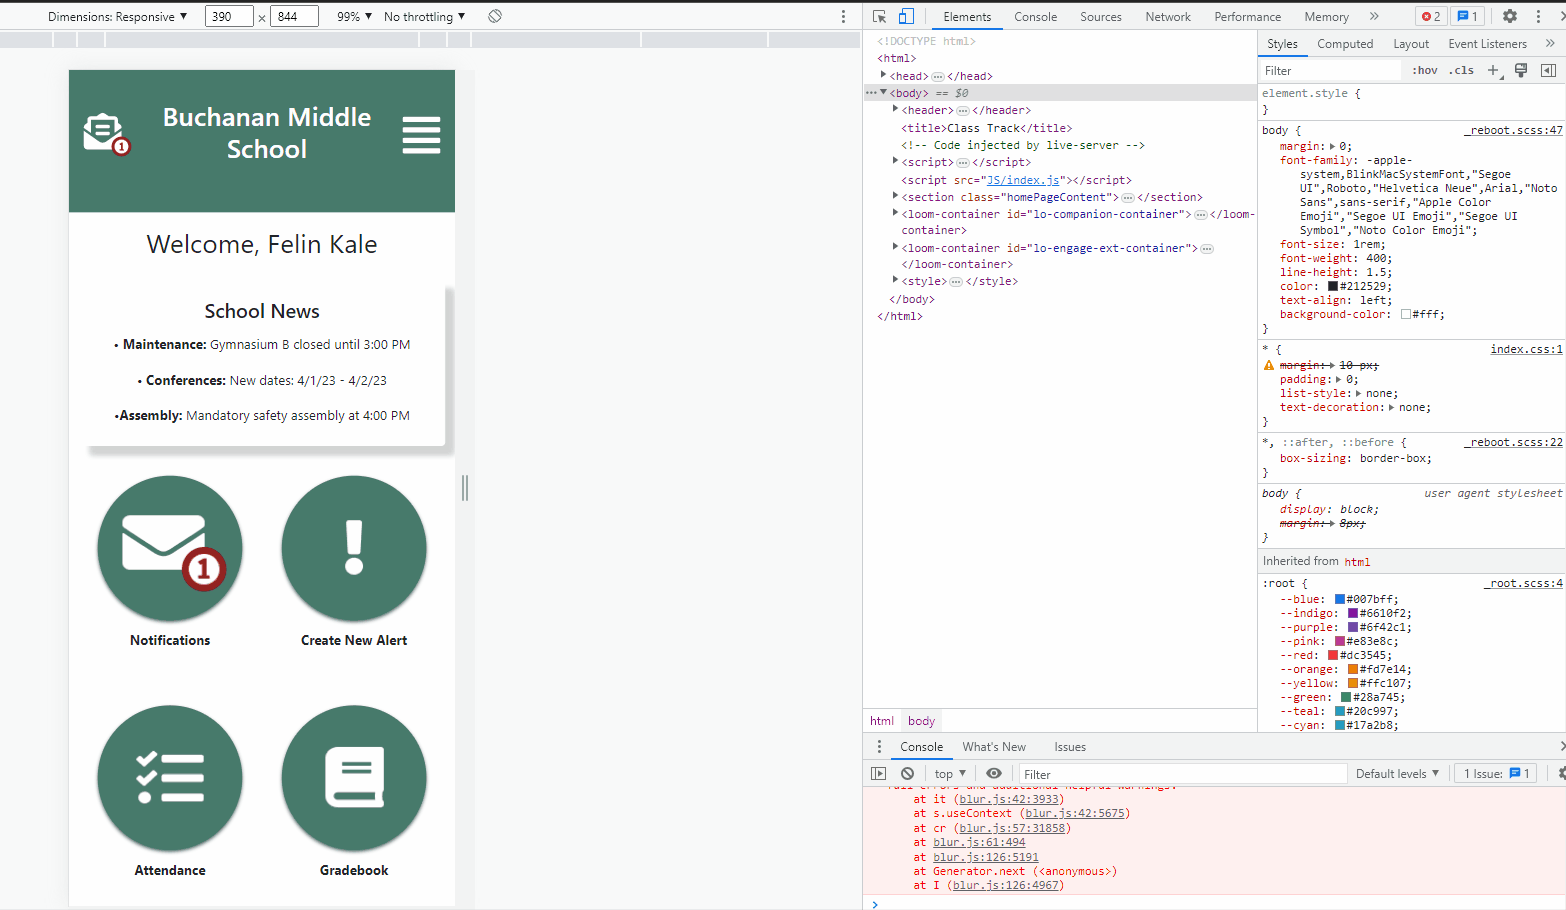 Dimensions: Responsive ▼ 390 × 844 99% ▼ No throttling ▼
Buchanan Middle
School
1
Welcome, Felin Kale
School News
• Maintenance: Gymnasium B closed until 3:00 PM
• Conferences: New dates: 4/1/23 - 4/2/23
•Assembly: Mandatory safety assembly at 4:00 PM
1
Notifications
Create New Alert
Attendance
Gradebook
Elements Console Sources Network Performance Memory » 2 1
<!DOCTYPE html>
<html>
<head>…</head>
… <body> == $0
<header>…</header>
<title>Class Track</title>
<!-- Code injected by live-server -->
<script>…</script>
<script src="JS/index.js"></script>
<section class="homePageContent">…</section>
<loom-container id="lo-companion-container">…</loom-
container>
<loom-container id="lo-engage-ext-container">…
</loom-container>
<style>…</style>
</body>
</html>
html body
Styles Computed Layout Event Listeners »
Filter :hov .cls +
element.style {
}
body { _reboot.scss:47
margin: 0;
font-family: -apple-
system,BlinkMacSystemFont,"Segoe
UI",Roboto,"Helvetica Neue",Arial,"Noto
Sans",sans-serif,"Apple Color
Emoji","Segoe UI Emoji","Segoe UI
Symbol","Noto Color Emoji";
font-size: 1rem;
font-weight: 400;
line-height: 1.5;
color: #212529;
text-align: left;
background-color: #fff;
}
* { index.css:1
margin: 10 px;
padding: 0;
list-style: none;
text-decoration: none;
}
*, ::after, ::before { _reboot.scss:22
box-sizing: border-box;
}
body { user agent stylesheet
display: block;
margin: 8px;
}
Inherited from html
:root { _root.scss:4
--blue: #007bff;
--indigo: #6610f2;
--purple: #6f42c1;
--pink: #e83e8c;
--red: #dc3545;
--orange: #fd7e14;
--yellow: #ffc107;
--green: #28a745;
--teal: #20c997;
--cyan: #17a2b8;
Console What's New Issues
top ▼ Filter Default levels ▼ 1 Issue: 1
full errors and additional helpful warnings.
at it (blur.js:42:3933)
at s.useContext (blur.js:42:5675)
at cr (blur.js:57:31858)
at blur.js:61:494
at blur.js:126:5191
at Generator.next (<anonymous>)
at I (blur.js:126:4967)
>